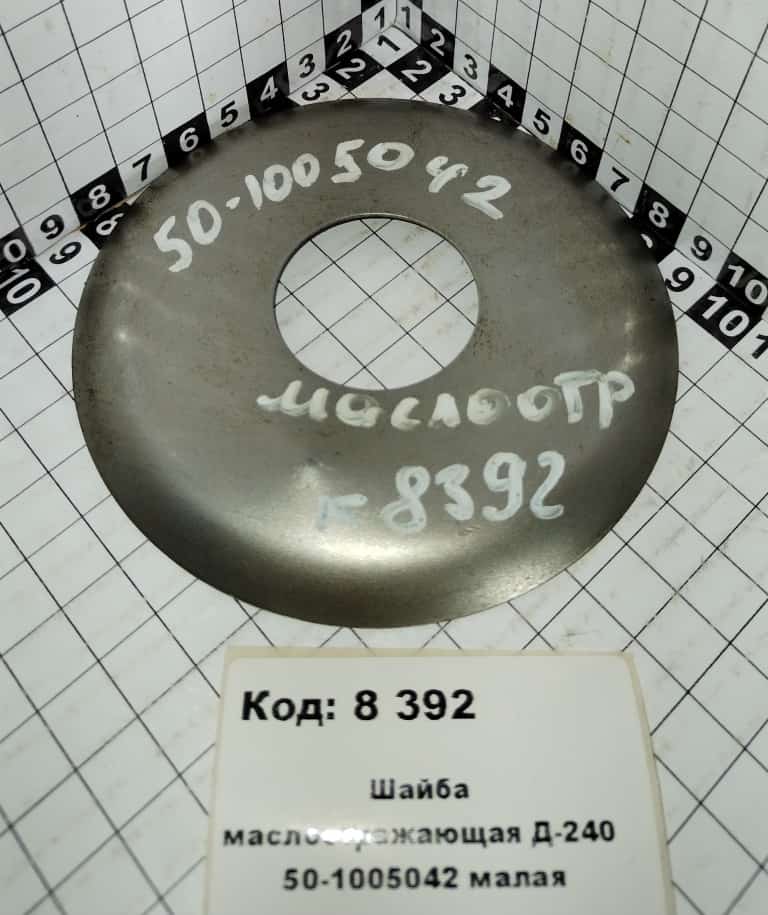 50-1005042
маслоотр
к8392
Код: 8 392
Шайба
маслоотражающая Д-240
50-1005042 малая